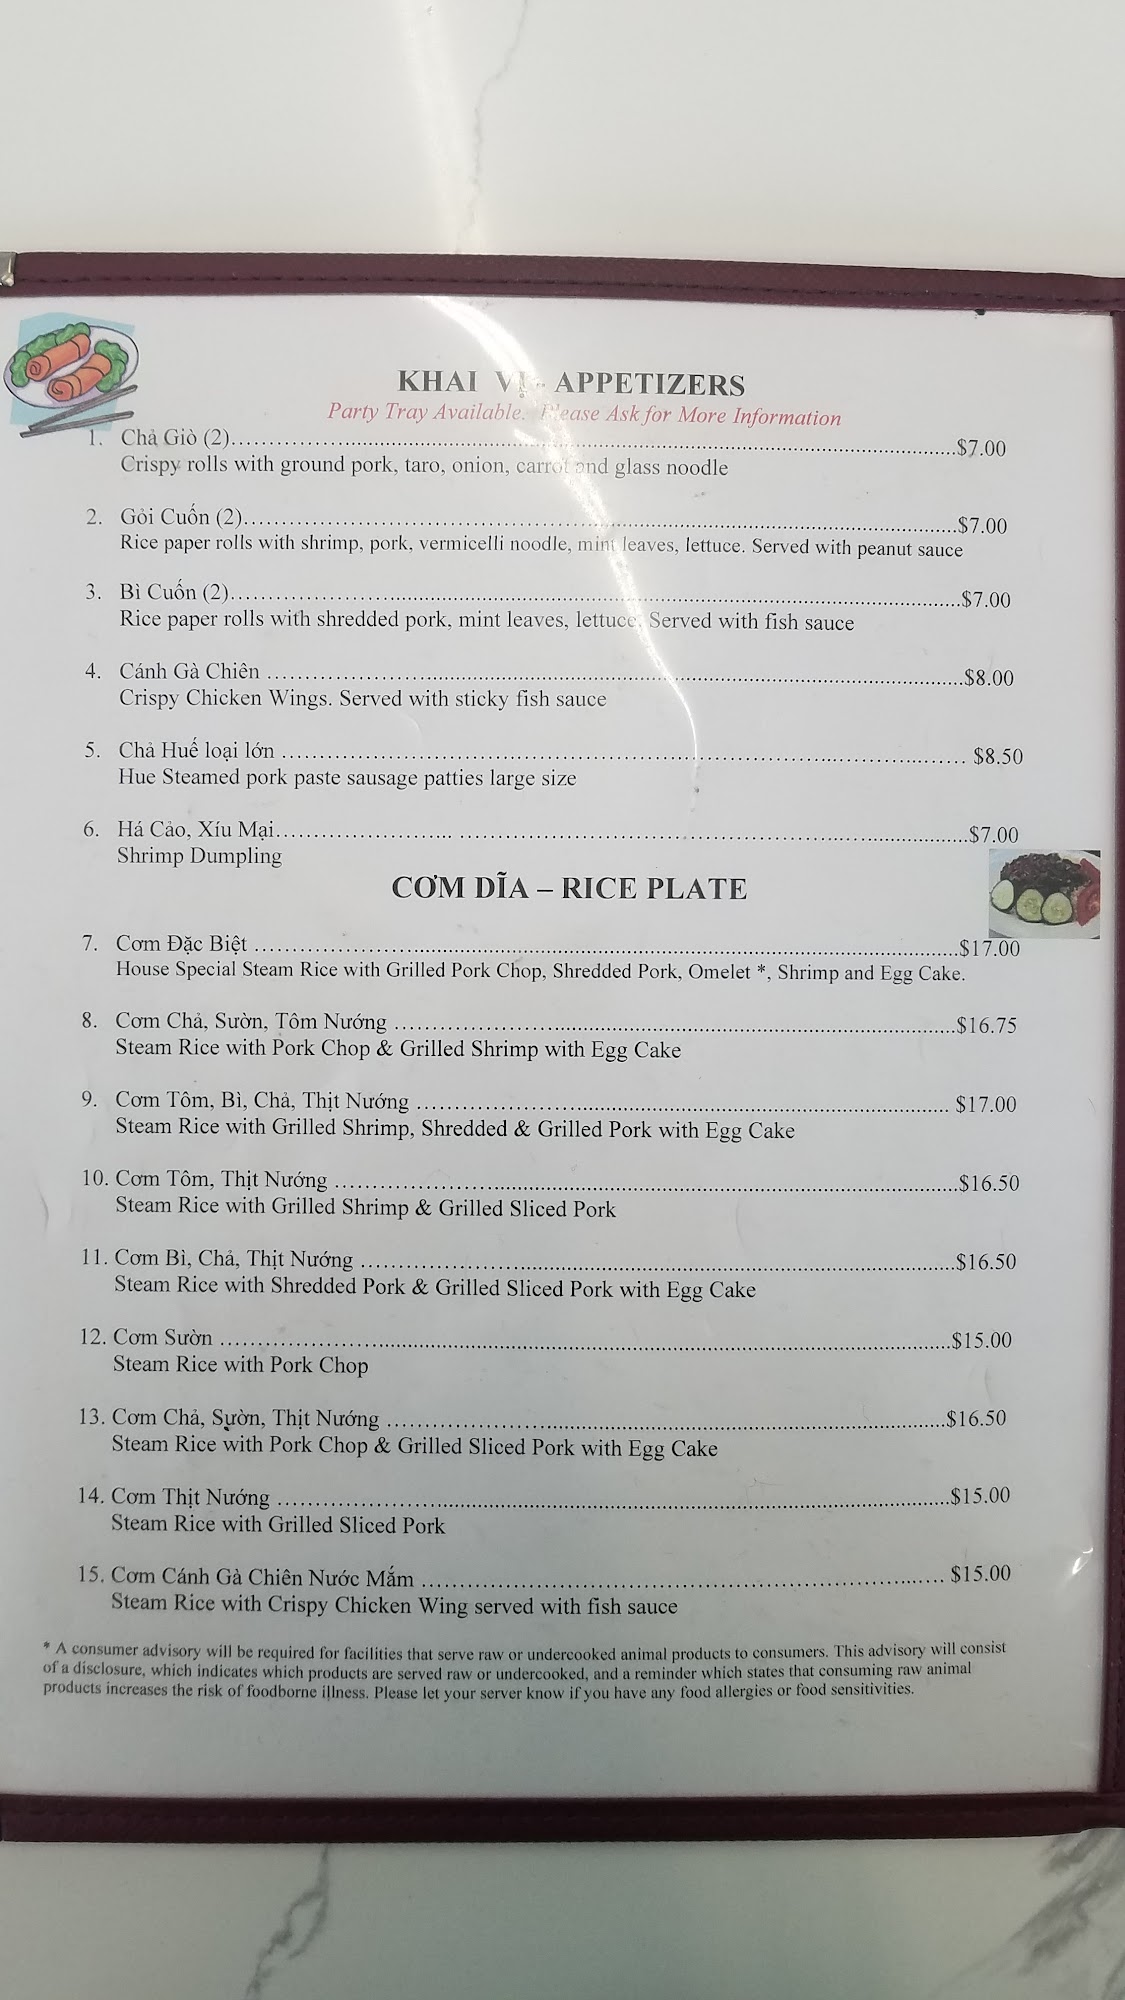 KHAI VỊ - APPETIZERS
Party Tray Available. Please Ask for More Information
1. Chả Giò (2)..........$7.00
Crispy rolls with ground pork, taro, onion, carrot and glass noodle
2. Gỏi Cuốn (2)..........$7.00
Rice paper rolls with shrimp, pork, vermicelli noodle, mint leaves, lettuce. Served with peanut sauce
3. Bì Cuốn (2)..........$7.00
Rice paper rolls with shredded pork, mint leaves, lettuce. Served with fish sauce
4. Cánh Gà Chiên ..........$8.00
Crispy Chicken Wings. Served with sticky fish sauce
5. Chả Huế loại lớn .......... $8.50
Hue Steamed pork paste sausage patties large size
6. Há Cảo, Xíu Mại..........$7.00
Shrimp Dumpling
CƠM DĨA – RICE PLATE
7. Cơm Đặc Biệt ..........$17.00
House Special Steam Rice with Grilled Pork Chop, Shredded Pork, Omelet *, Shrimp and Egg Cake.
8. Cơm Chả, Sườn, Tôm Nướng ..........$16.75
Steam Rice with Pork Chop & Grilled Shrimp with Egg Cake
9. Cơm Tôm, Bì, Chả, Thịt Nướng .......... $17.00
Steam Rice with Grilled Shrimp, Shredded & Grilled Pork with Egg Cake
10. Cơm Tôm, Thịt Nướng ..........$16.50
Steam Rice with Grilled Shrimp & Grilled Sliced Pork
11. Cơm Bì, Chả, Thịt Nướng ..........$16.50
Steam Rice with Shredded Pork & Grilled Sliced Pork with Egg Cake
12. Cơm Sườn ..........$15.00
Steam Rice with Pork Chop
13. Cơm Chả, Sườn, Thịt Nướng ..........$16.50
Steam Rice with Pork Chop & Grilled Sliced Pork with Egg Cake
14. Cơm Thịt Nướng ..........$15.00
Steam Rice with Grilled Sliced Pork
15. Cơm Cánh Gà Chiên Nước Mắm .......... $15.00
Steam Rice with Crispy Chicken Wing served with fish sauce
* A consumer advisory will be required for facilities that serve raw or undercooked animal products to consumers. This advisory will consist
of a disclosure, which indicates which products are served raw or undercooked, and a reminder which states that consuming raw animal
products increases the risk of foodborne illness. Please let your server know if you have any food allergies or food sensitivities.